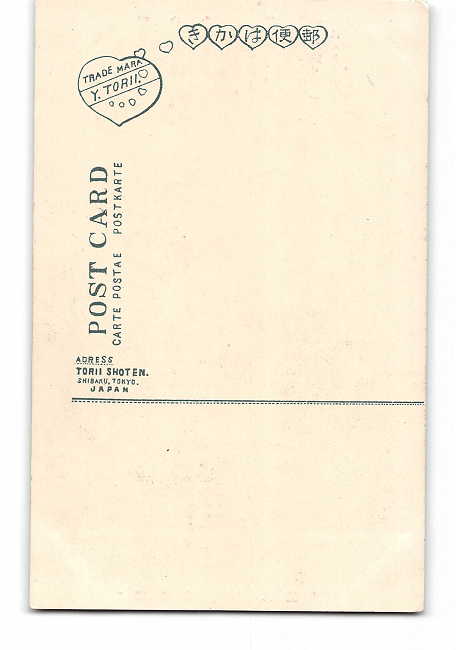 きかは便郵
TRADE MARK
Y. TORII.
POST CARD
CARTE POSTAE POSTKARTE
ADRESS
TORII SHOTEN.
SHIBAKU, TOKYO.
JAPAN